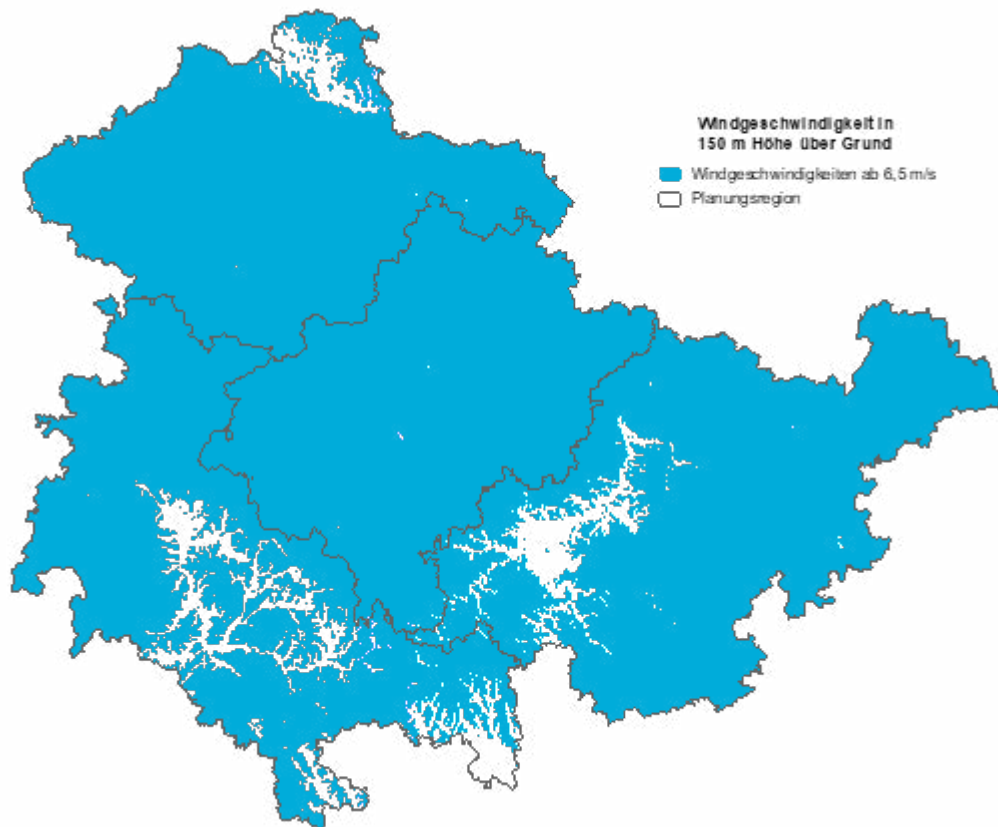 Windgeschwindigkeit in
150 m Höhe über Grund
Windgeschwindigkeiten ab 6,5 m/s
Planungsregion